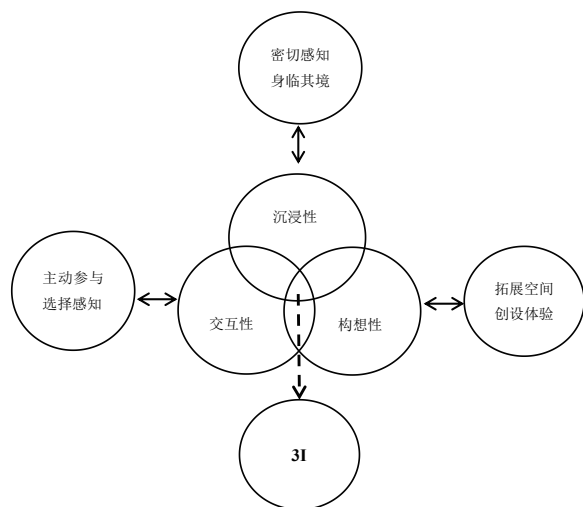 密切感知
身临其境
沉浸性
主动参与
选择感知
交互性
构想性
拓展空间
创设体验
3I